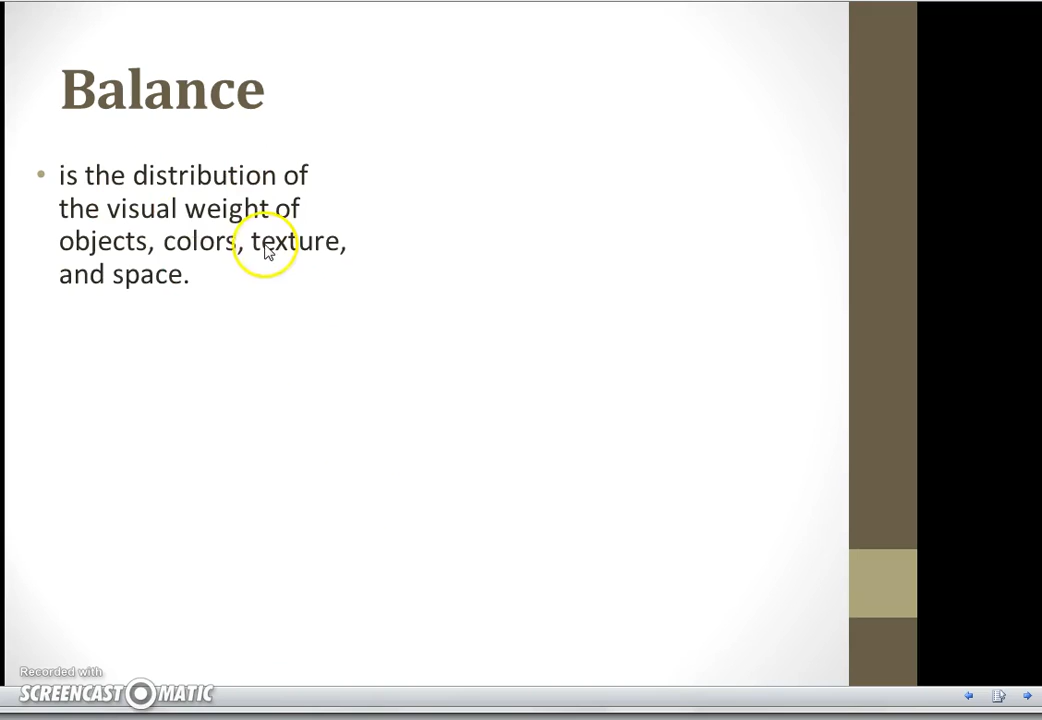 Balance
• is the distribution of
the visual weight of
objects, colors, texture,
and space.
Recorded with
SCREENCAST MATIC